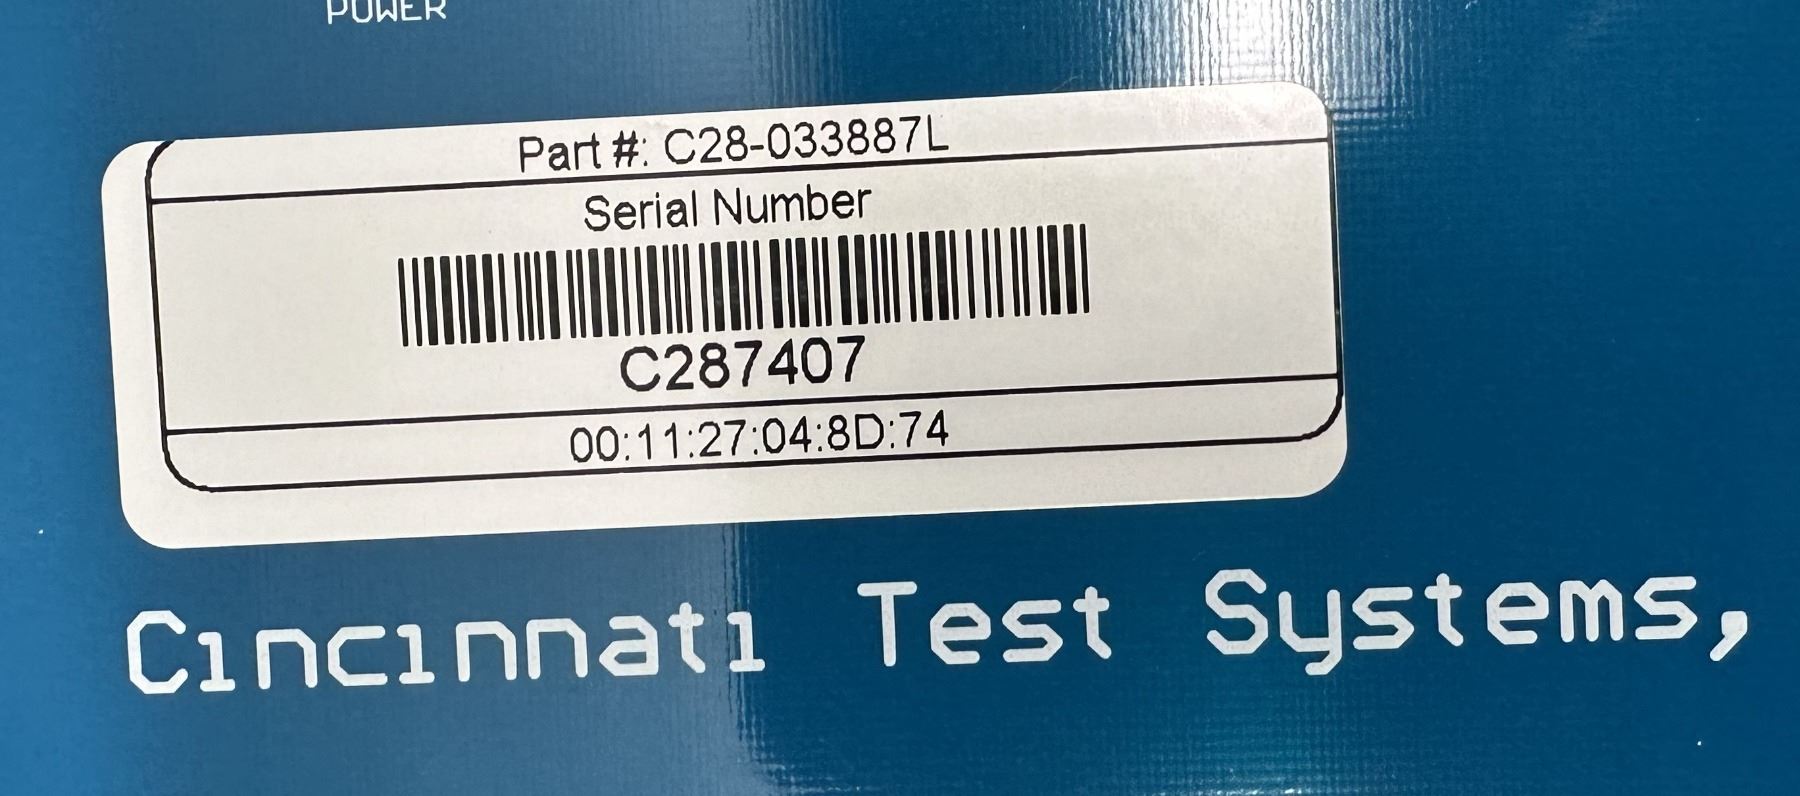 POWER
Part #: C28-033887L
Serial Number
C287407
00:11:27:04:8D:74
Cincinnati Test Systems,